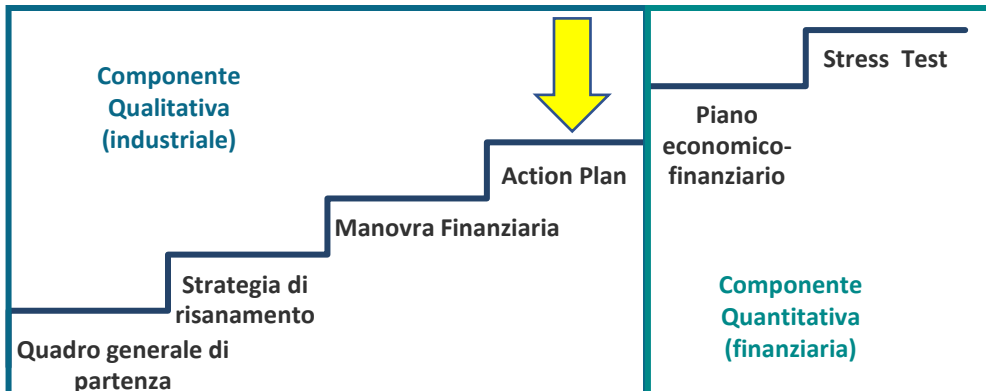 Componente
Qualitativa
(industriale)
Quadro generale di
partenza
Strategia di
risanamento
Manovra Finanziaria
Action Plan
Piano
economico-
finanziario
Stress Test
Componente
Quantitativa
(finanziaria)